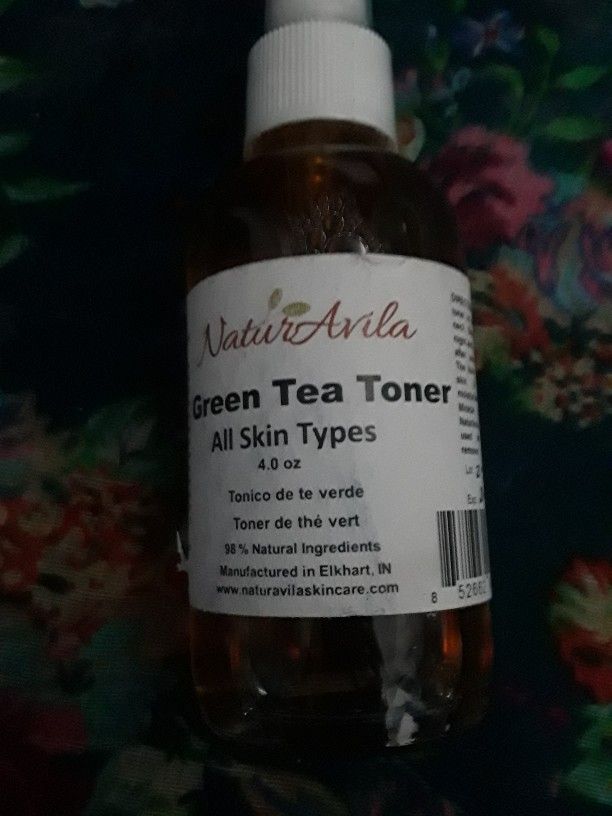 NaturAvila
Green Tea Toner
All Skin Types
4.0 oz
Tonico de te verde
Toner de thé vert
98 % Natural Ingredients
Manufactured in Elkhart, IN
www.naturavilaskincare.com
8